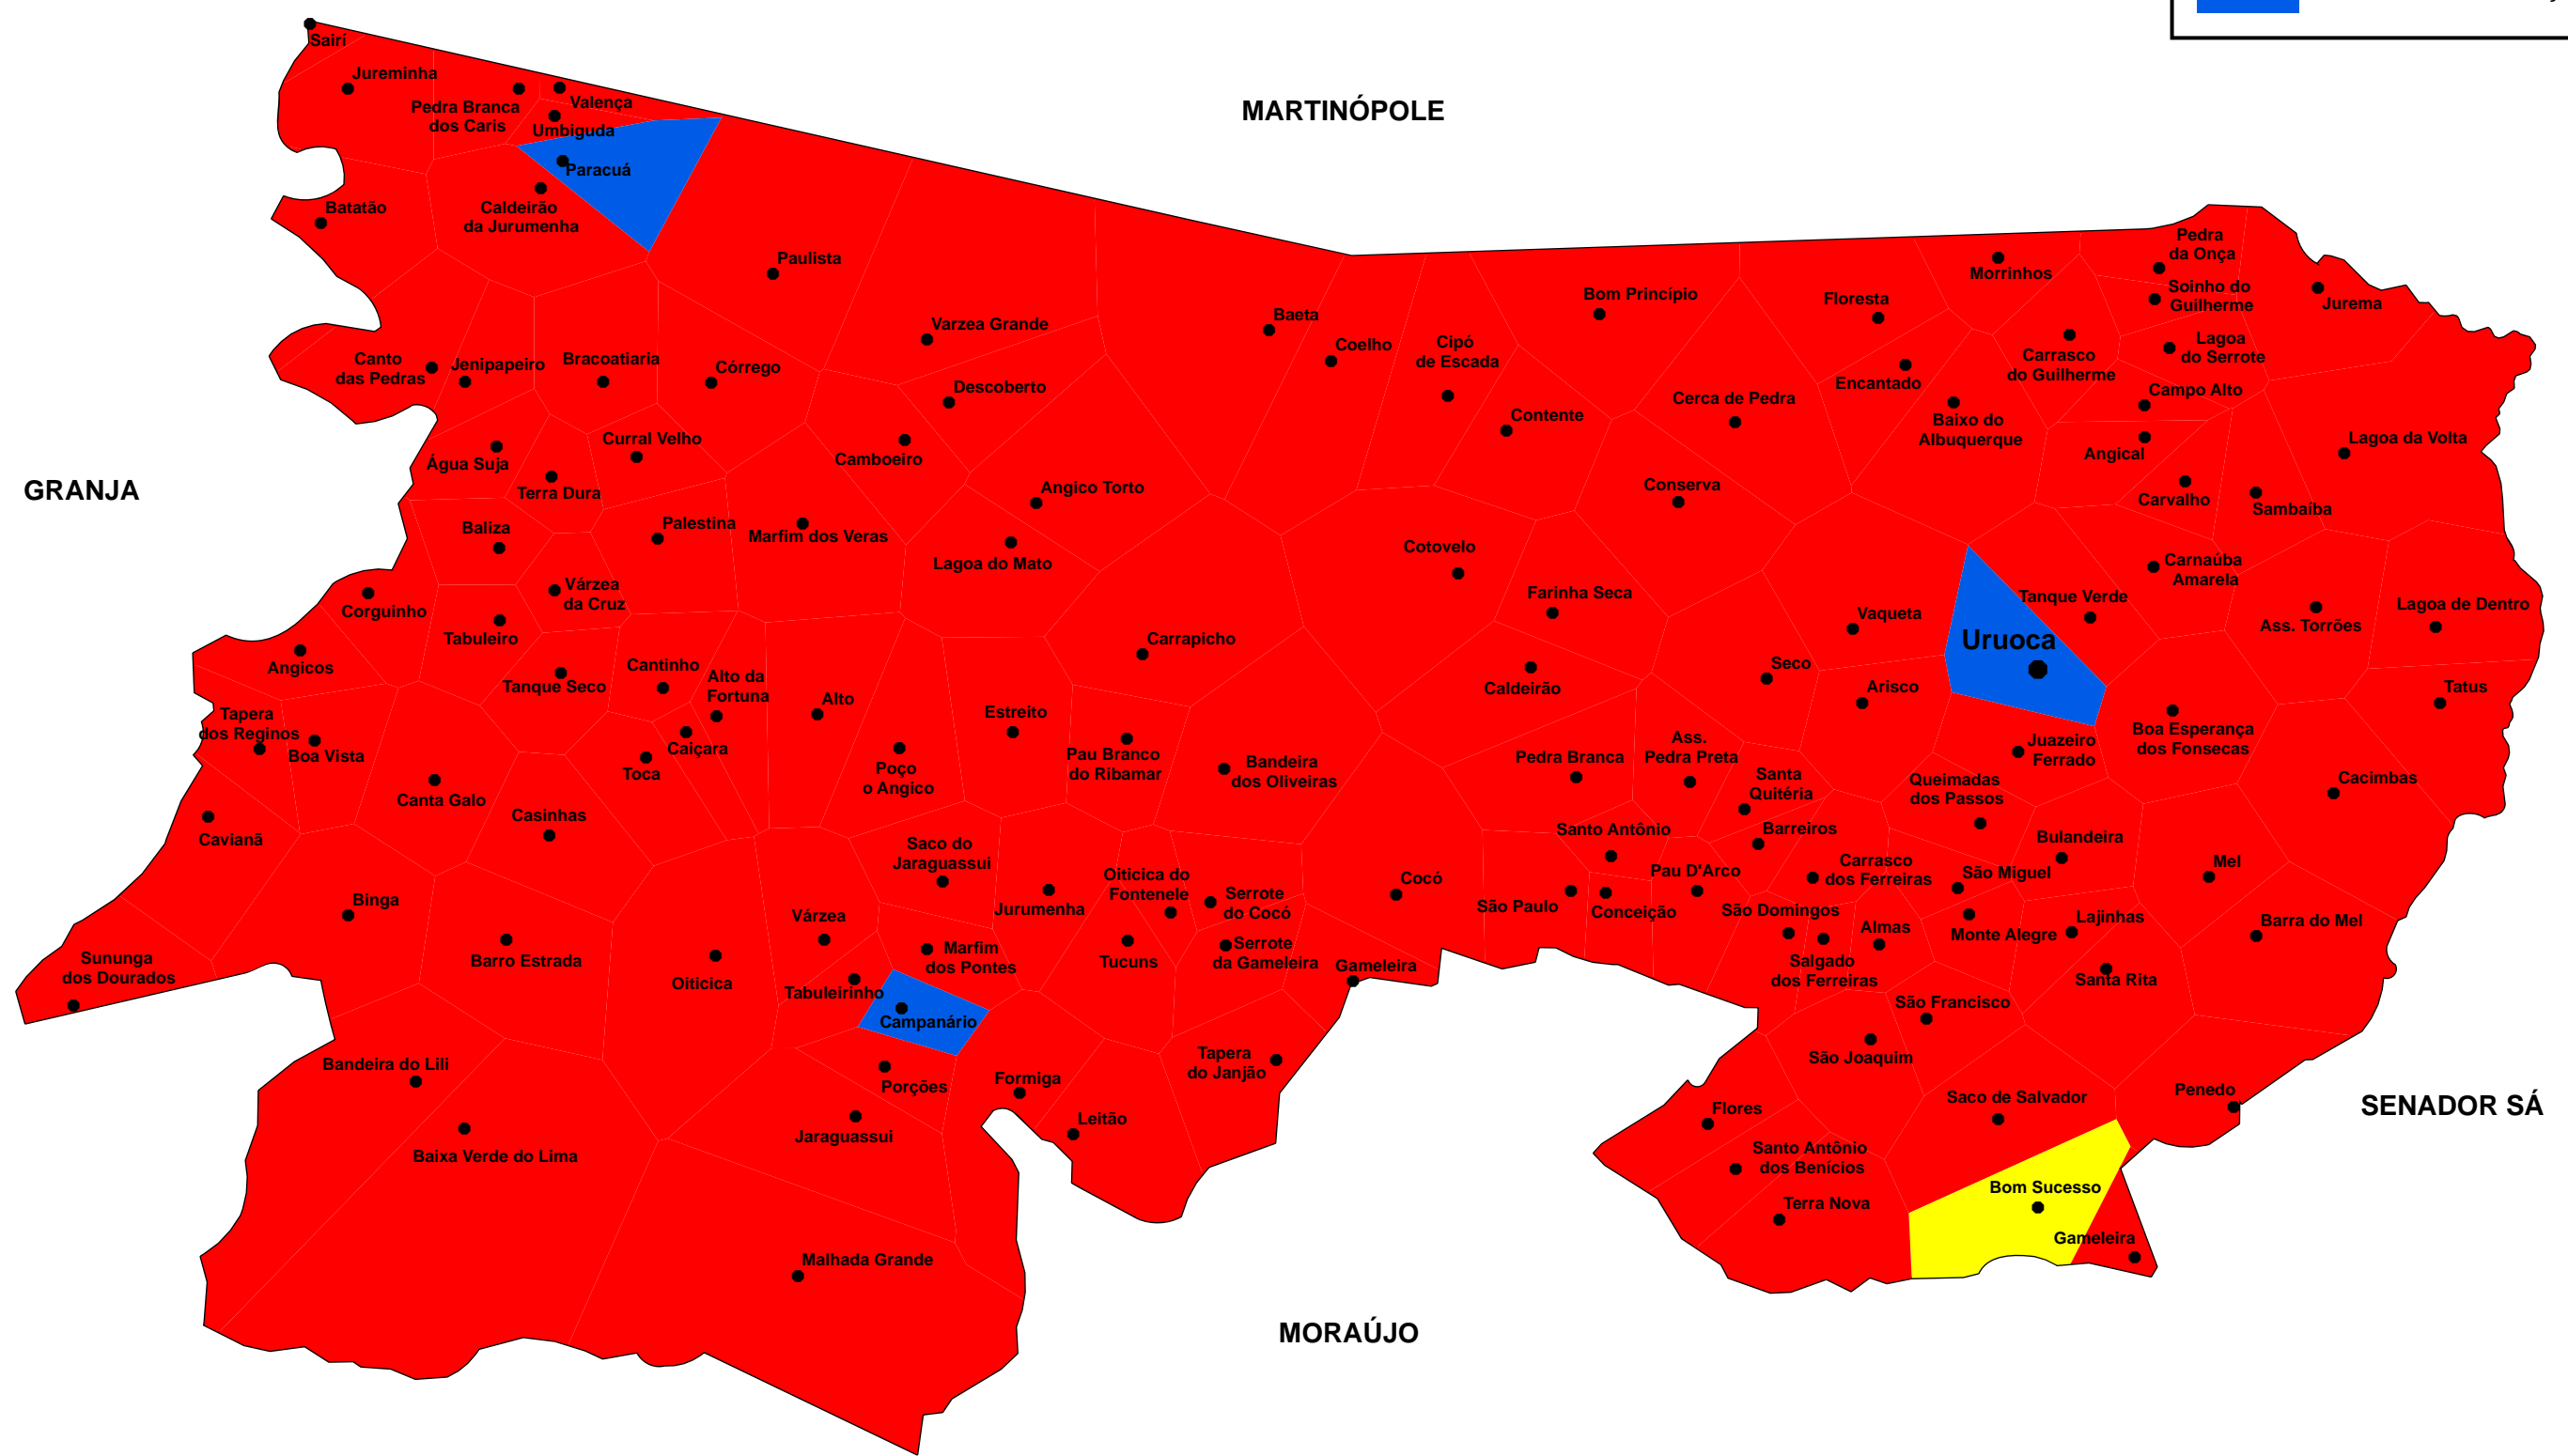 Sairí
Jureminha
Pedra Branca
dos Caris
Valença
Umbiguda
Paracuá
MARTINÓPOLE
Batatão
Caldeirão
da Jurumenha
Paulista
Varzea Grande
Baeta
Coelho
Cipó
de Escada
Bom Princípio
Floresta
Morrinhos
Pedra
da Onça
Soinho do
Guilherme
Jurema
Lagoa
do Serrote
Carrasco
do Guilherme
Encantado
Campo Alto
Canto
das Pedras
Jenipapeiro
Bracoatiaria
Córrego
Descoberto
Contente
Cerca de Pedra
Baixo do
Albuquerque
Angical
Lagoa da Volta
Água Suja
Terra Dura
Curral Velho
Camboeiro
Angico Torto
Conserva
Carvalho
Sambaíba
GRANJA
Baliza
Palestina
Marfim dos Veras
Lagoa do Mato
Cotovelo
Carnaúba
Amarela
Corguinho
Várzea
da Cruz
Tabuleiro
Farinha Seca
Vaqueta
Tanque Verde
Ass. Torrões
Lagoa de Dentro
Uruoca
Angicos
Tanque Seco
Cantinho
Alto da
Fortuna
Alto
Estreito
Carrapicho
Caldeirão
Seco
Arisco
Tatus
Tapera
dos Reginos
Boa Vista
Caiçara
Toca
Poço
o Angico
Pau Branco
do Ribamar
Bandeira
dos Oliveiras
Pedra Branca
Ass.
Pedra Preta
Santa
Quitéria
Juazeiro
Ferrado
Boa Esperança
dos Fonsecas
Queimadas
dos Passos
Cacimbas
Canta Galo
Casinhas
Cavianã
Saco do
Jaraguassui
Santo Antônio
Barreiros
Bulandeira
Mel
Binga
Várzea
Jurumenha
Oiticica do
Fontenele
Serrote
do Cocó
Cocó
São Paulo
Conceição
Pau D'Arco
Carrasco
dos Ferreiras
São Miguel
São Domingos
Almas
Monte Alegre
Lajinhas
Barra do Mel
Sununga
dos Dourados
Barro Estrada
Oiticica
Marfim
dos Pontes
Tabuleirinho
Tucuns
Serrote
da Gameleira
Gameleira
Salgado
dos Ferreiras
Santa Rita
Campanário
São Francisco
Bandeira do Lili
Porções
Formiga
Tapera
do Janjão
São Joaquim
Baixa Verde do Lima
Jaraguassui
Leitão
Flores
Saco de Salvador
Penedo
SENADOR SÁ
Santo Antônio
dos Benícios
Terra Nova
Bom Sucesso
Gameleira
Malhada Grande
MORAÚJO